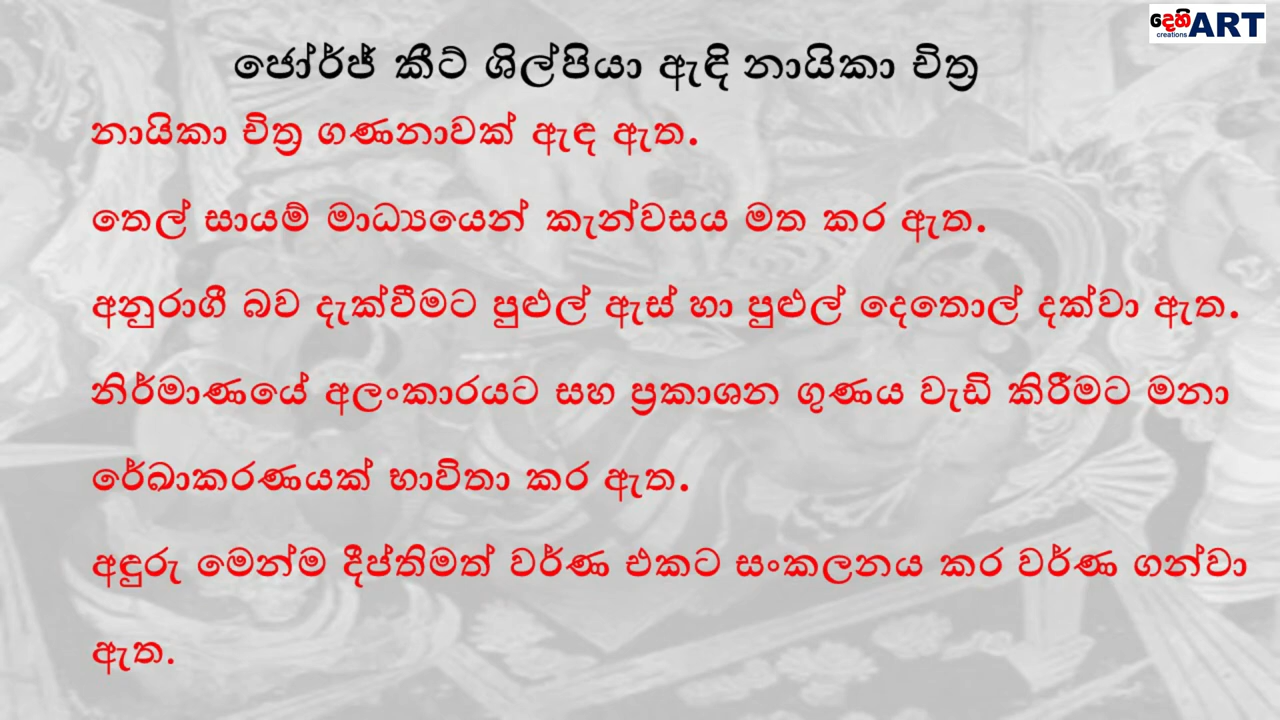 දෙහි ART
creations
ජෝර්ජ් කීට් ශිල්පියා ඇඳි නායිකා චිත්‍ර
නායිකා චිත්‍ර ගණනාවක් ඇඳ ඇත.
තෙල් සායම් මාධ්‍යයෙන් කැන්වසය මත කර ඇත.
අනුරාගී බව දැක්වීමට පුළුල් ඇස් හා පුළුල් දෙතොල් දක්වා ඇත.
නිර්මාණයේ අලංකාරයට සහ ප්‍රකාශන ගුණය වැඩි කිරීමට මනා
රේඛාකරණයක් භාවිතා කර ඇත.
අඳුරු මෙන්ම දීප්තිමත් වර්ණ එකට සංකලනය කර වර්ණ ගන්වා
ඇත.